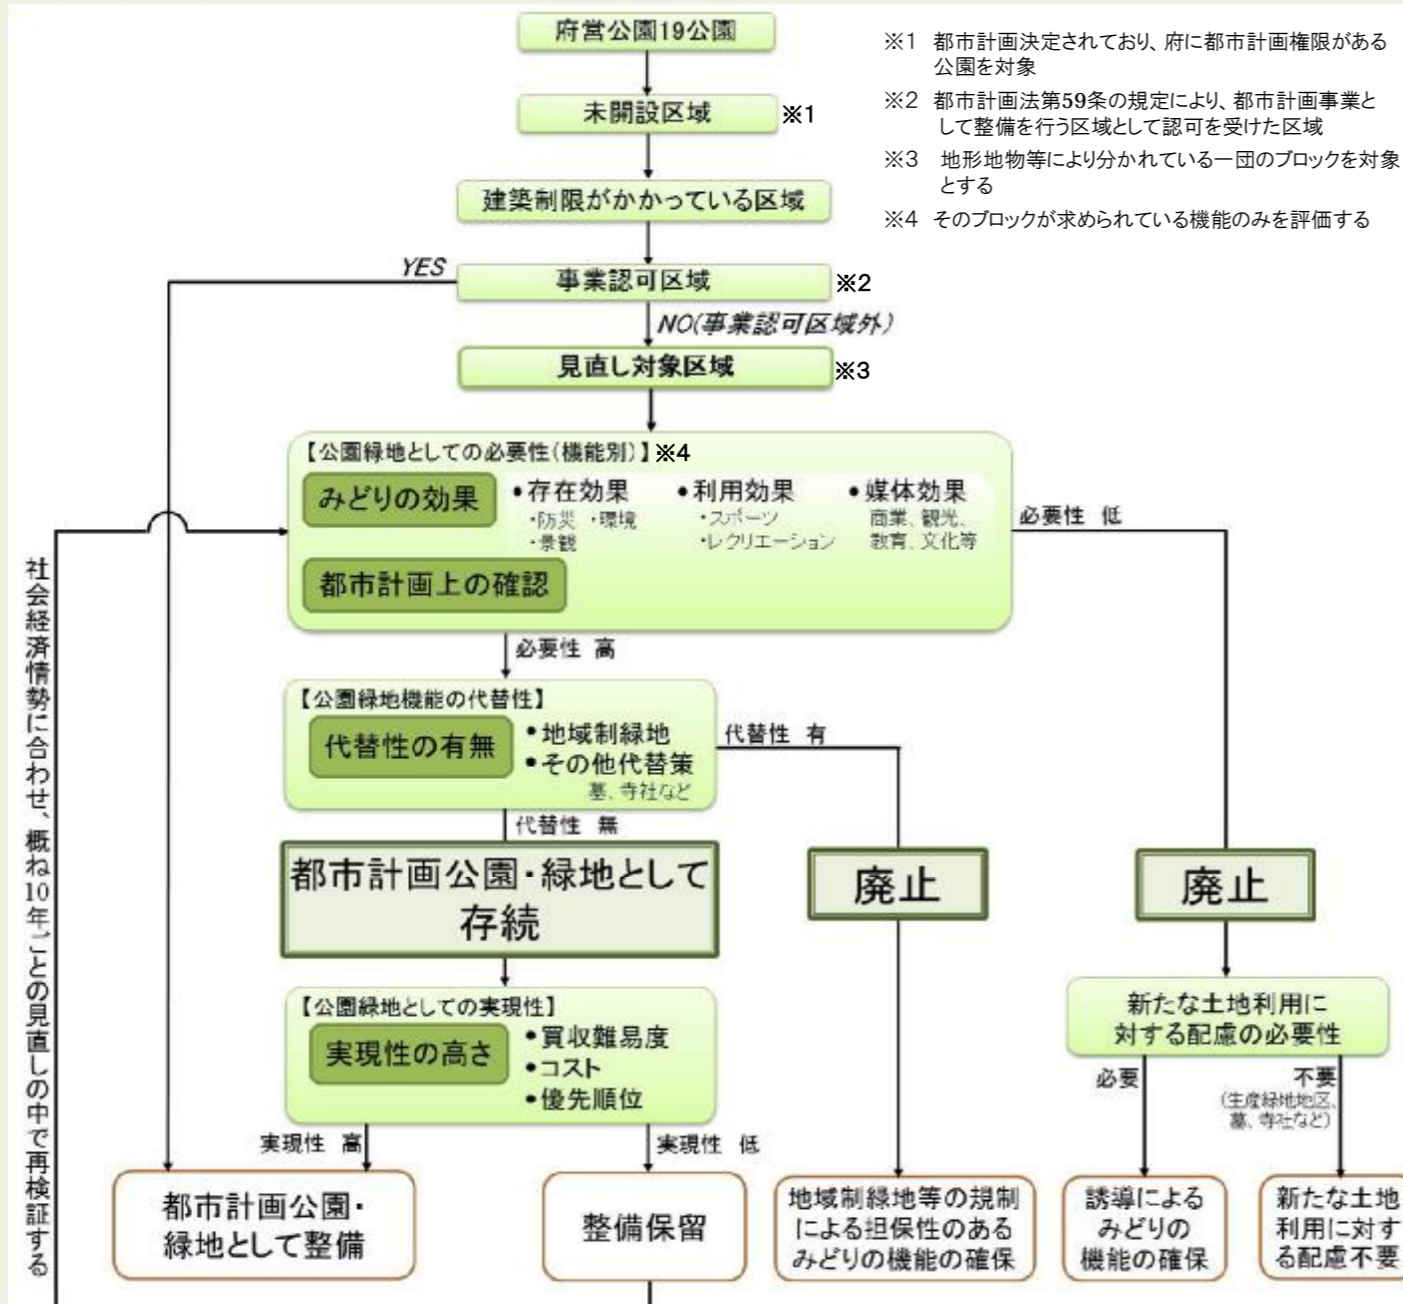 府営公園19公園
※1 都市計画決定されており、府に都市計画権限がある
公園を対象
※2 都市計画法第59条の規定により、都市計画事業と
して整備を行う区域として認可を受けた区域
※3 地形地物等により分かれている一団のブロックを対象
とする
※4 そのブロックが求められている機能のみを評価する
未開設区域 ※1
建築制限がかかっている区域
YES
事業認可区域 ※2
NO(事業認可区域外)
見直し対象区域 ※3
【公園緑地としての必要性(機能別)】※4
みどりの効果
•存在効果
・防災 ・環境
・景観
•利用効果
・スポーツ
・レクリエーション
•媒体効果
商業、観光、
教育、文化等
都市計画上の確認
必要性 低
必要性 高
【公園緑地機能の代替性】
代替性の有無
•地域制緑地
•その他代替策
墓、寺社など
代替性 有
代替性 無
都市計画公園・緑地として
存続
廃止
廃止
【公園緑地としての実現性】
実現性の高さ
•買収難易度
•コスト
•優先順位
新たな土地利用に
対する配慮の必要性
必要
不要
(生産緑地地区、
墓、寺社など)
実現性 高
実現性 低
都市計画公園・
緑地として整備
整備保留
地域制緑地等の規制
による担保性のある
みどりの機能の確保
誘導による
みどりの
機能の確保
新たな土地
利用に対す
る配慮不要
社会経済情勢に合わせ、概ね10年ごとの見直しの中で再検証する